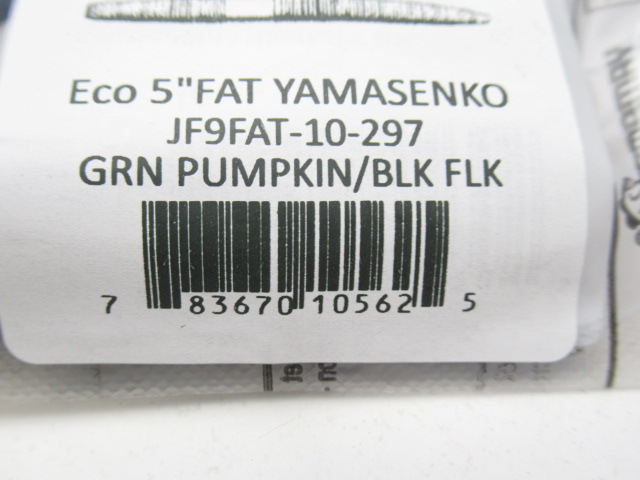 Eco 5"FAT YAMASENKO
JF9FAT-10-297
GRN PUMPKIN/BLK FLK
7 83670 10562 5